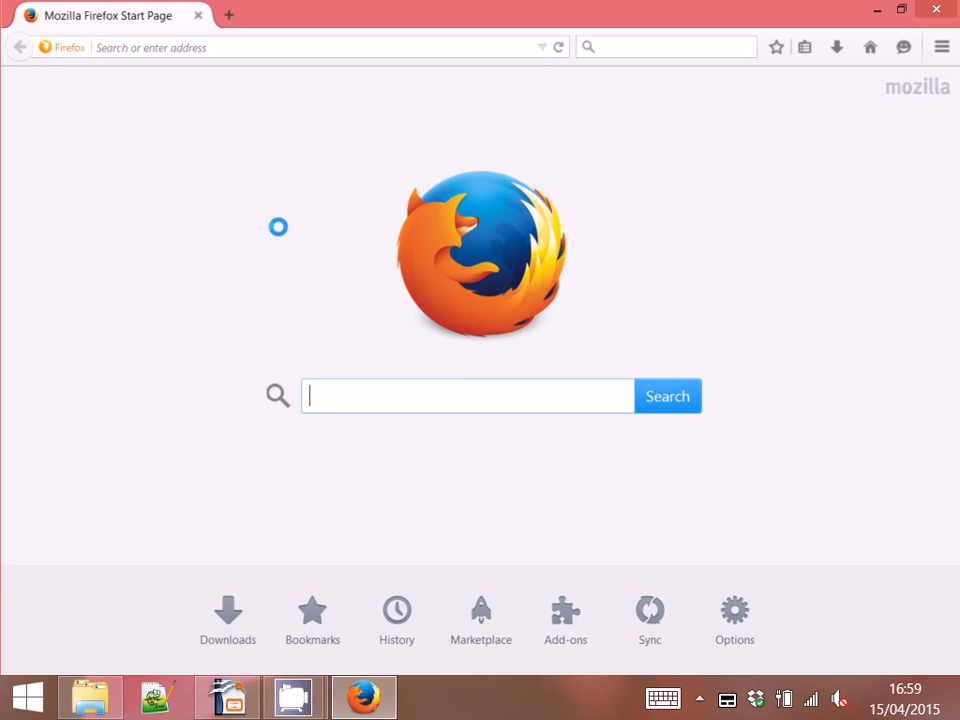 Mozilla Firefox Start Page
Firefox
Search or enter address
mozilla
Search
Downloads
Bookmarks
History
Marketplace
Add-ons
Sync
Options
16:59
15/04/2015